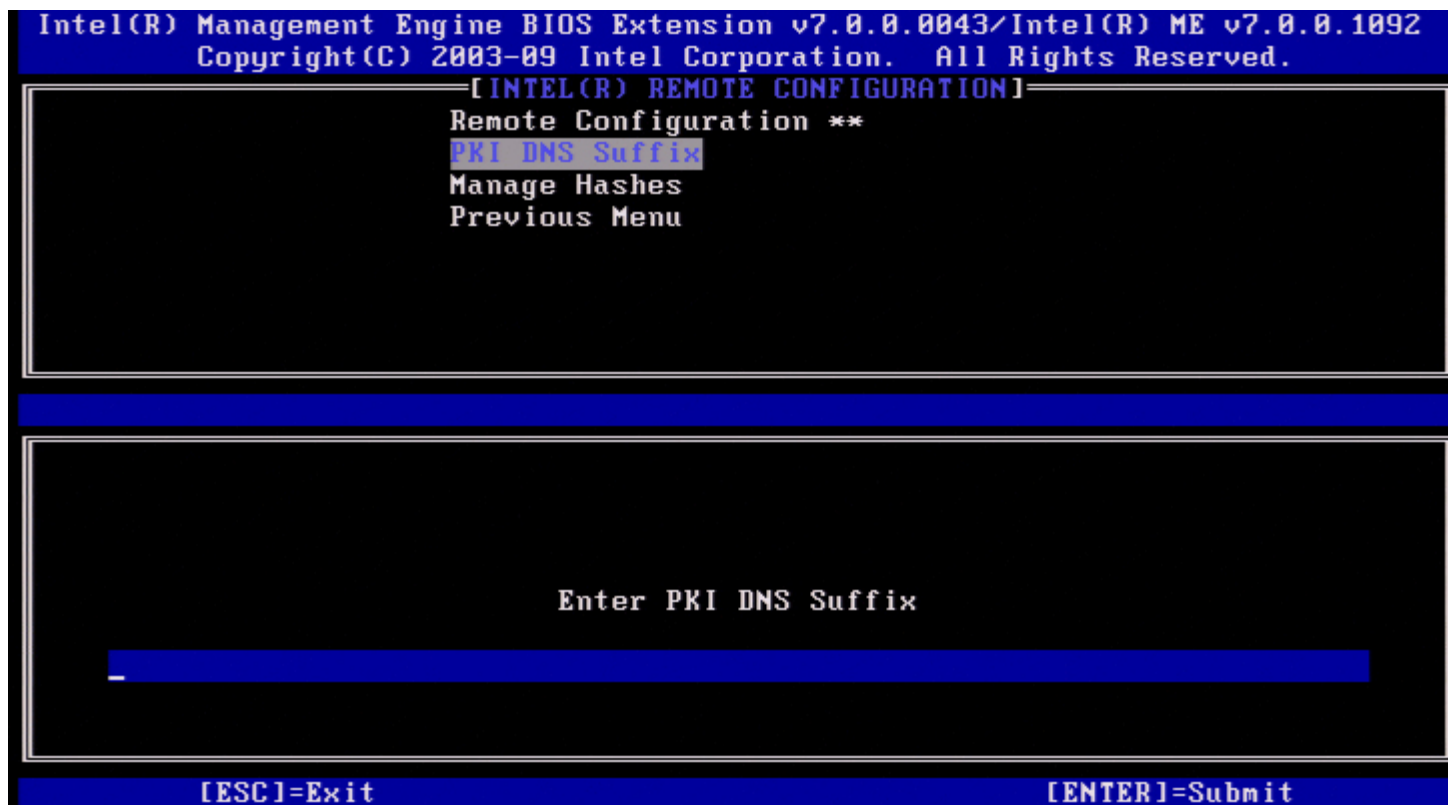 Intel(R) Management Engine BIOS Extension v7.0.0.0043/Intel(R) ME v7.0.0.1092
Copyright(C) 2003-09 Intel Corporation. All Rights Reserved.
[INTEL(R) REMOTE CONFIGURATION]
Remote Configuration **
PKI DNS Suffix
Manage Hashes
Previous Menu
Enter PKI DNS Suffix
[ESC]=Exit [ENTER]=Submit